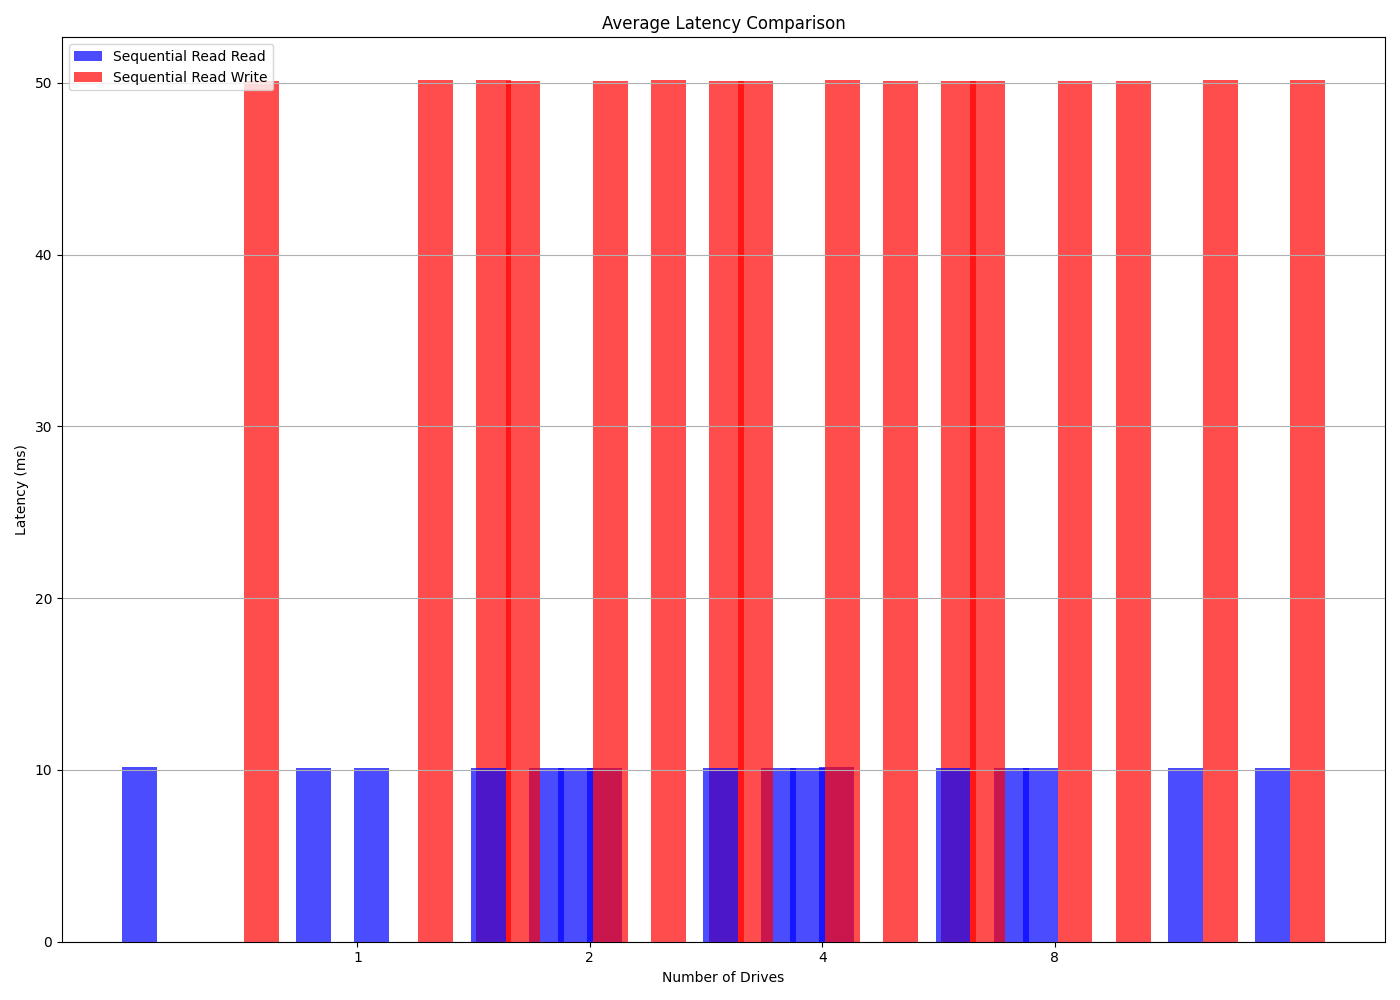 Average Latency Comparison
Sequential Read Read
Sequential Read Write
50
40
30
20
10
0
Latency (ms)
1 2 4 8
Number of Drives